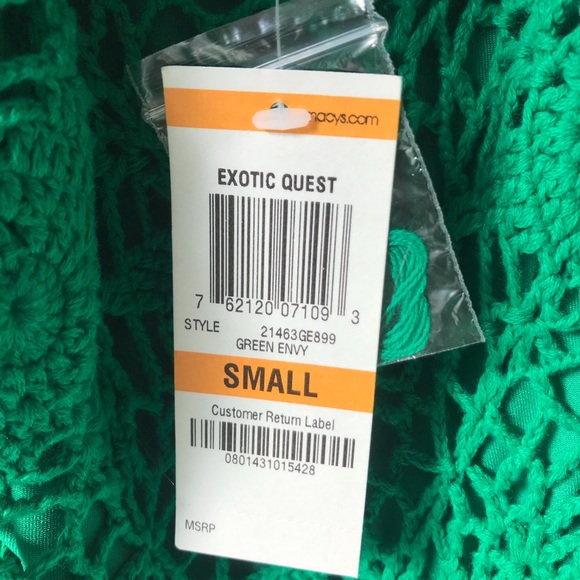 macys.com
EXOTIC QUEST
7 62120 07109 3
STYLE 21463GE899
GREEN ENVY
SMALL
Customer Return Label
0801431015428
MSRP